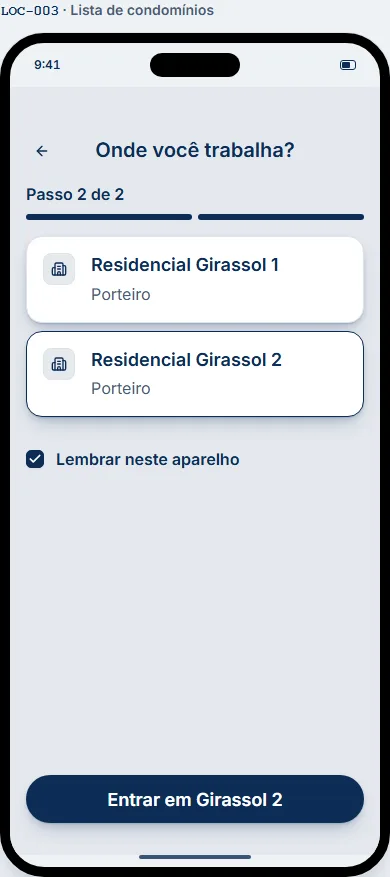 LOC-003 · Lista de condomínios
9:41
Onde você trabalha?
Passo 2 de 2
Residencial Girassol 1
Porteiro
Residencial Girassol 2
Porteiro
Lembrar neste aparelho
Entrar em Girassol 2